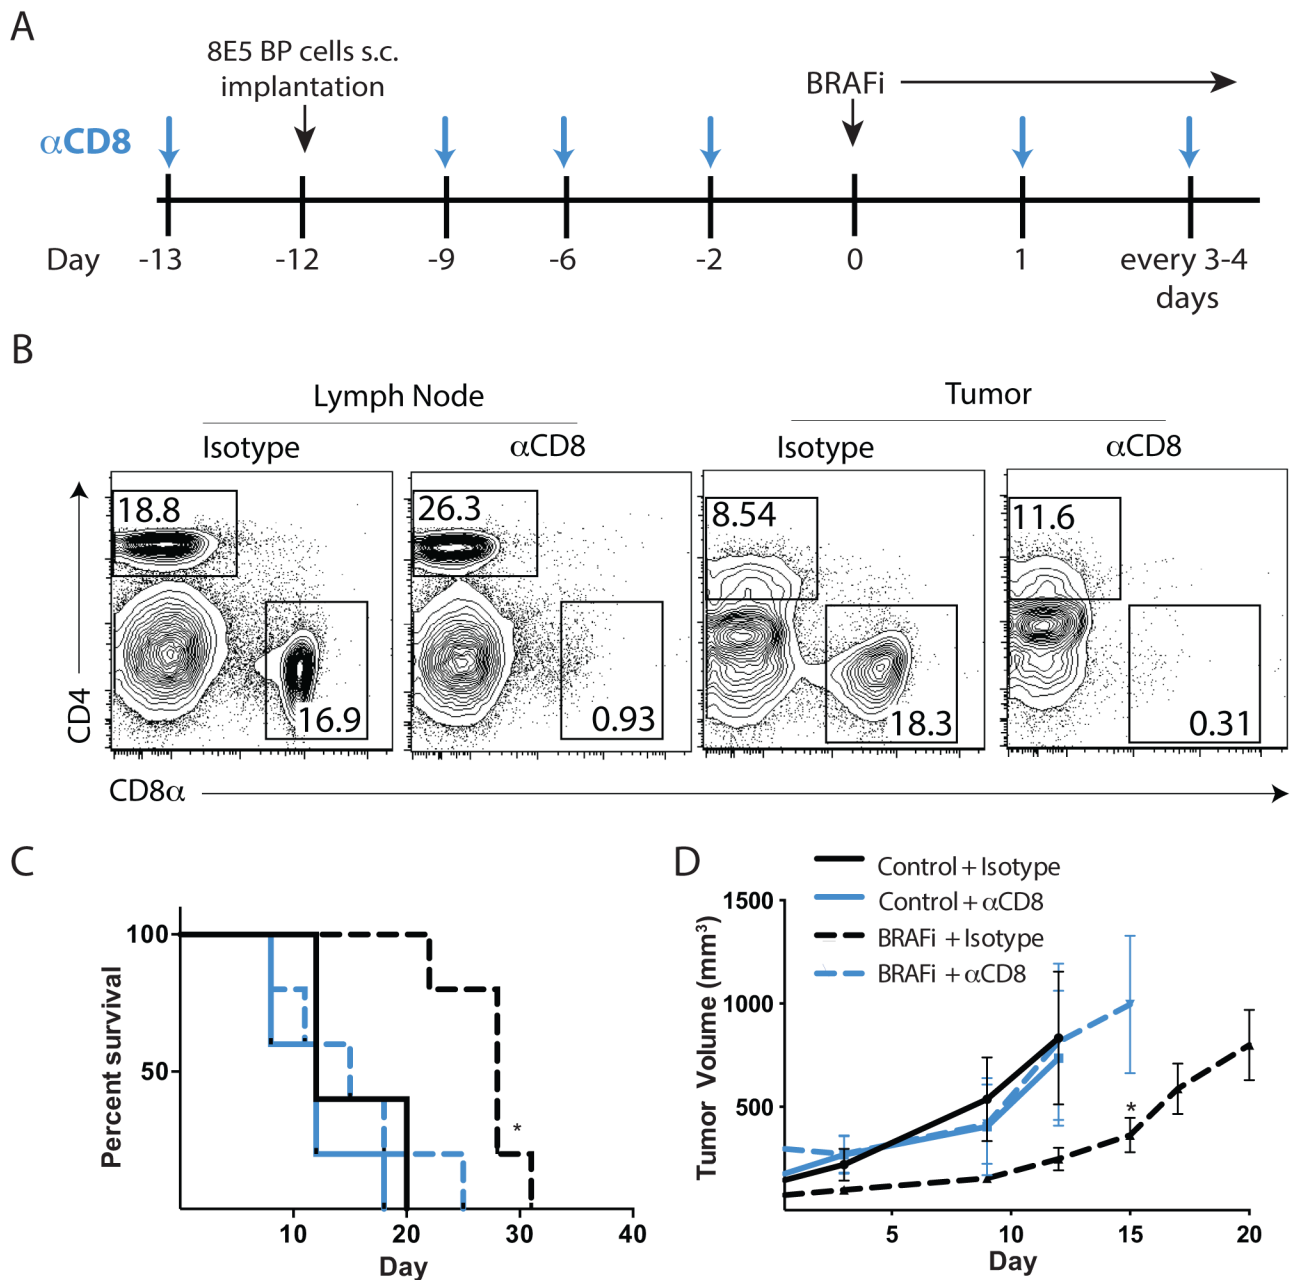 A
8E5 BP cells s.c.
implantation
BRAFi
αCD8
Day -13 -12 -9 -6 -2 0 1 every 3-4
days
B
Lymph Node Tumor
Isotype αCD8 Isotype αCD8
18.8 26.3 8.54 11.6
16.9 0.93 18.3 0.31
CD4
CD8α
C
100
50
Percent survival
*
10 20 30 40
Day
D
Control + Isotype
Control + αCD8
BRAFi + Isotype
BRAFi + αCD8
1500
1000
500
Tumor Volume (mm³)
*
5 10 15 20
Day